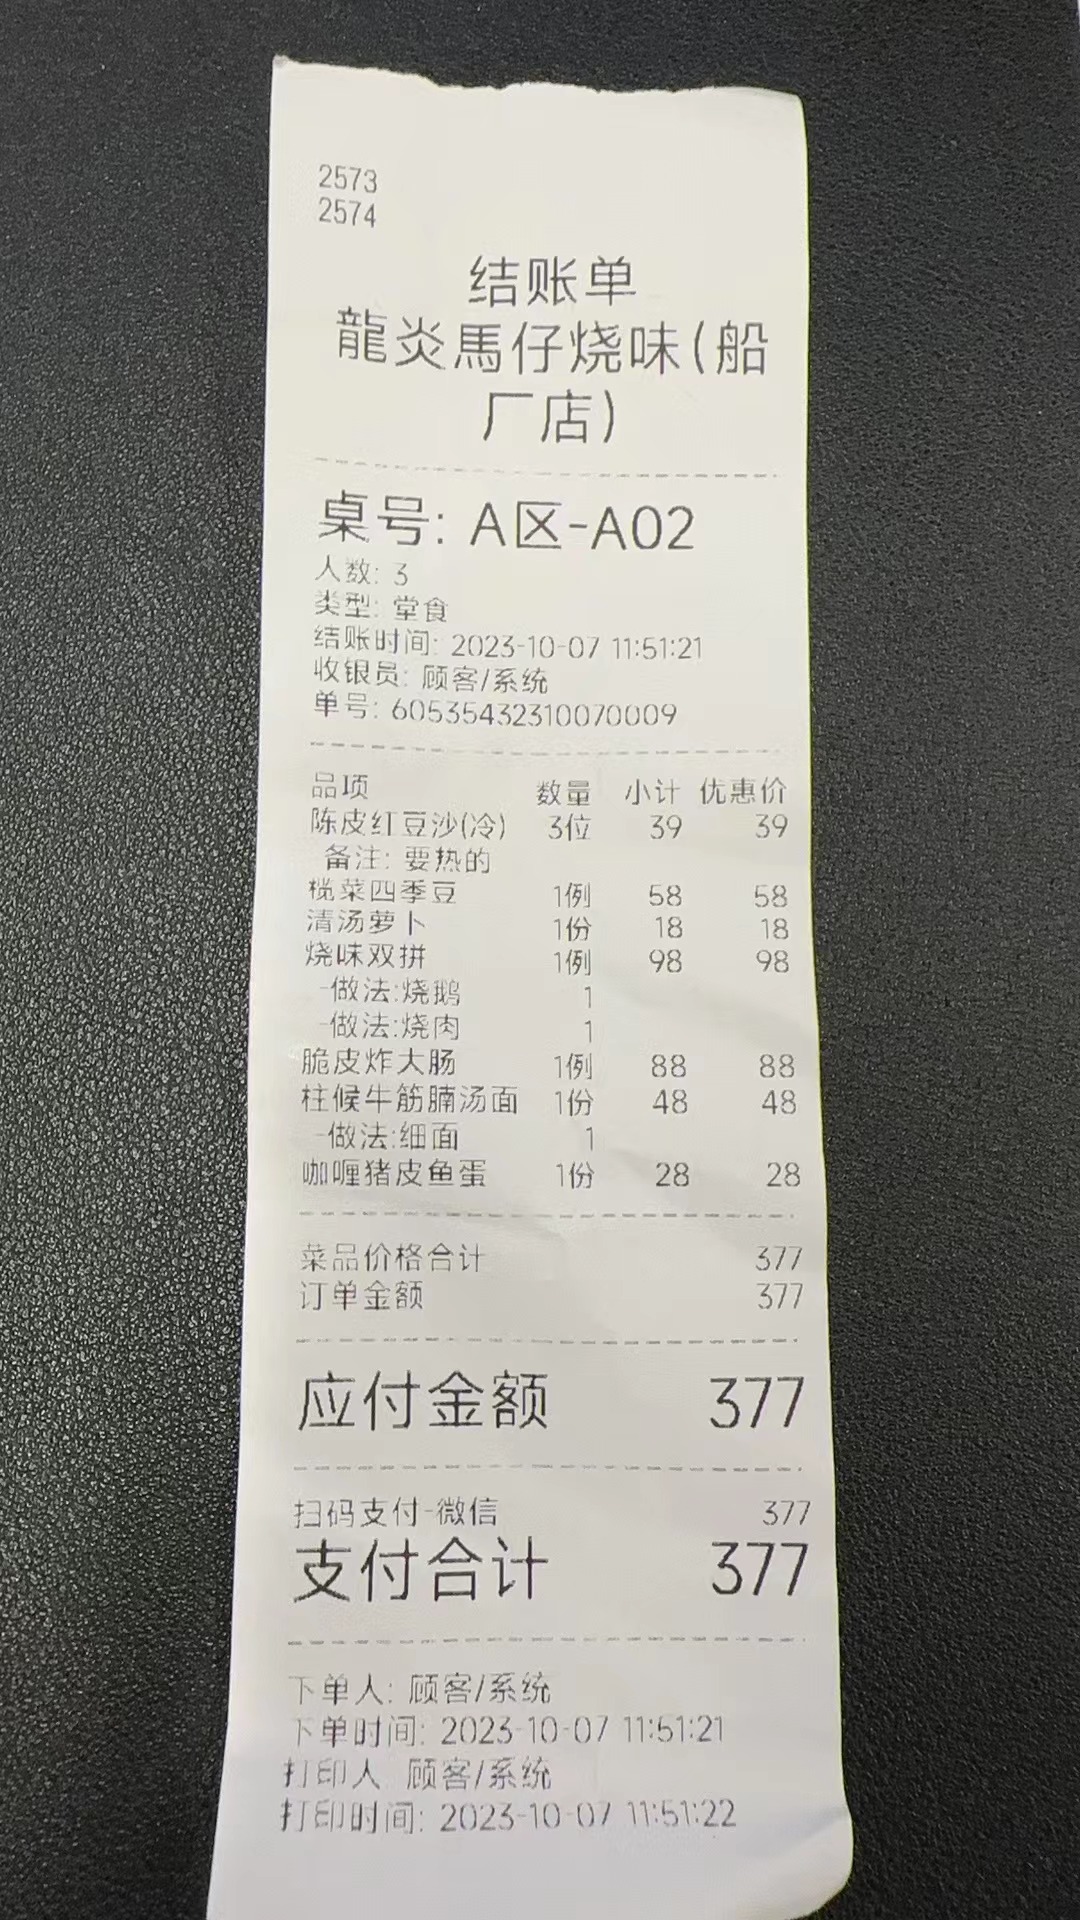 2573
2574
结账单
龍炎馬仔烧味(船
厂店)
桌号: A区-A02
人数: 3
类型: 堂食
结账时间: 2023-10-07 11:51:21
收银员: 顾客/系统
单号: 60535432310070009
品项 数量 小计 优惠价
陈皮红豆沙(冷) 3位 39 39
备注: 要热的
榄菜四季豆 1例 58 58
清汤萝卜 1份 18 18
烧味双拼 1例 98 98
-做法:烧鹅 1
-做法:烧肉 1
脆皮炸大肠 1例 88 88
柱候牛筋腩汤面 1份 48 48
-做法:细面 1
咖喱猪皮鱼蛋 1份 28 28
菜品价格合计 377
订单金额 377
应付金额 377
扫码支付-微信 377
支付合计 377
下单人: 顾客/系统
下单时间: 2023-10-07 11:51:21
打印人 顾客/系统
打印时间: 2023-10-07 11:51:22